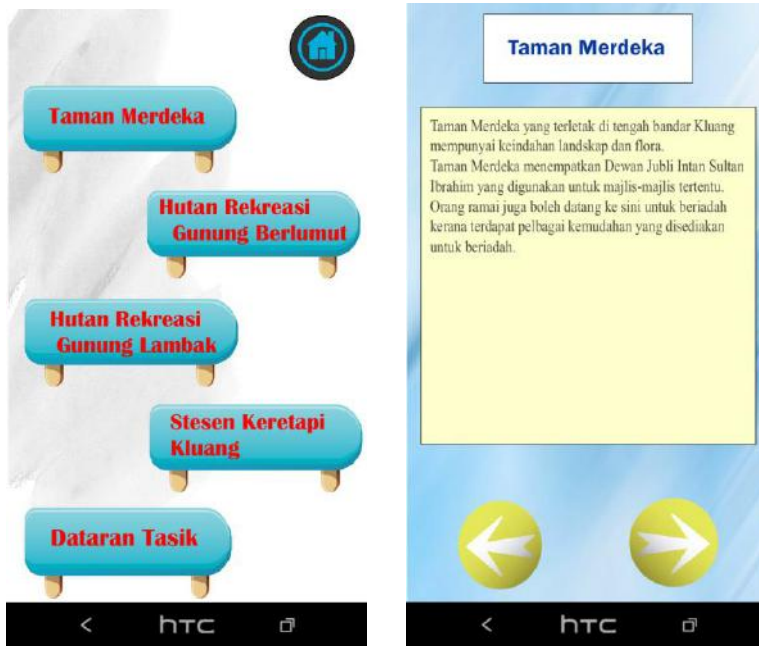 Taman Merdeka
Hutan Rekreasi
Gunung Berlumut
Hutan Rekreasi
Gunung Lambak
Stesen Keretapi
Kluang
Dataran Tasik
hTC
Taman Merdeka
Taman Merdeka yang terletak di tengah bandar Kluang
mempunyai keindahan landskap dan flora.
Taman Merdeka menempatkan Dewan Jubli Intan Sultan
Ibrahim yang digunakan untuk majlis-majlis tertentu.
Orang ramai juga boleh datang ke sini untuk beriadah
kerana terdapat pelbagai kemudahan yang disediakan
untuk beriadah.
hTC